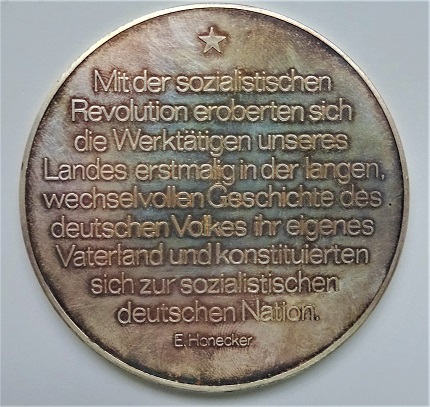 Mit der sozialistischen
Revolution eroberten sich
die Werktätigen unseres
Landes erstmalig in der langen,
wechselvollen Geschichte des
deutschen Volkes ihr eigenes
Vaterland und konstituierten
sich zur sozialistischen
deutschen Nation.
E. Honecker